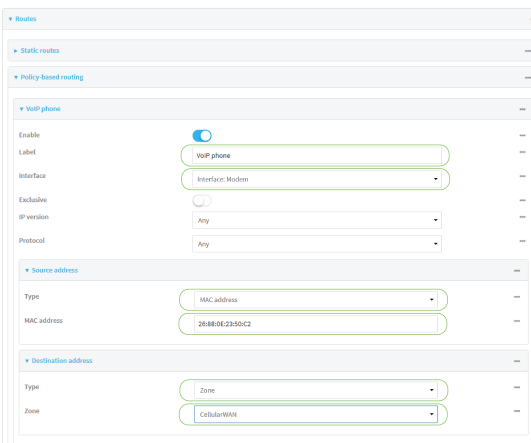 Routes
Static routes
Policy-based routing
VoIP phone
Enable
Label VoIP phone
Interface Interface: Modem
Exclusive
IP version Any
Protocol Any
Source address
Type MAC address
MAC address 26:88:0E:23:50:C2
Destination address
Type Zone
Zone CellularWAN